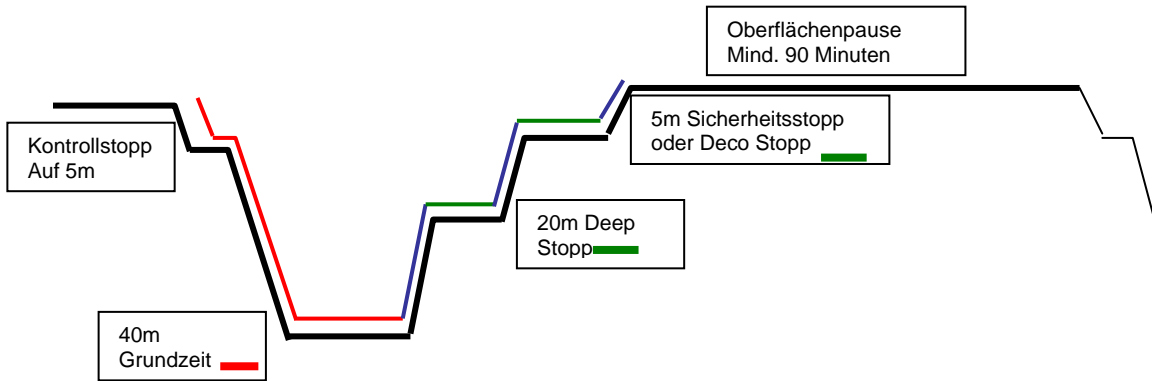 Oberflächenpause
Mind. 90 Minuten
Kontrollstopp
Auf 5m
5m Sicherheitsstopp
oder Deco Stopp
20m Deep
Stopp
40m
Grundzeit